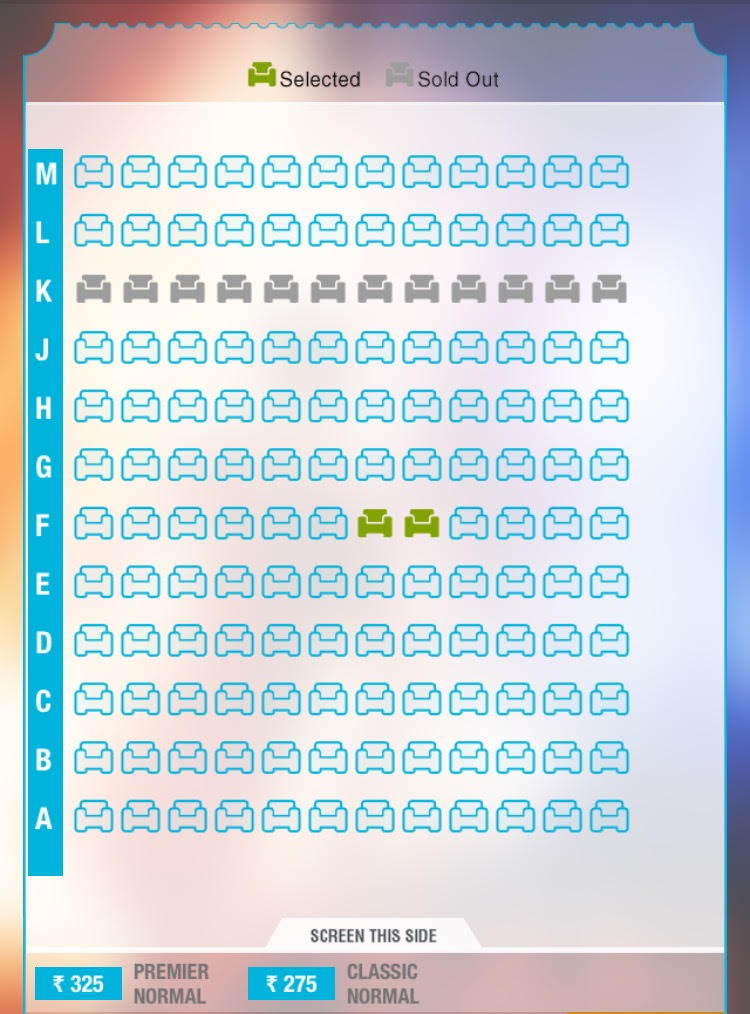 Selected Sold Out
M
L
K
J
H
G
F
E
D
C
B
A
SCREEN THIS SIDE
₹ 325 PREMIER NORMAL ₹ 275 CLASSIC NORMAL